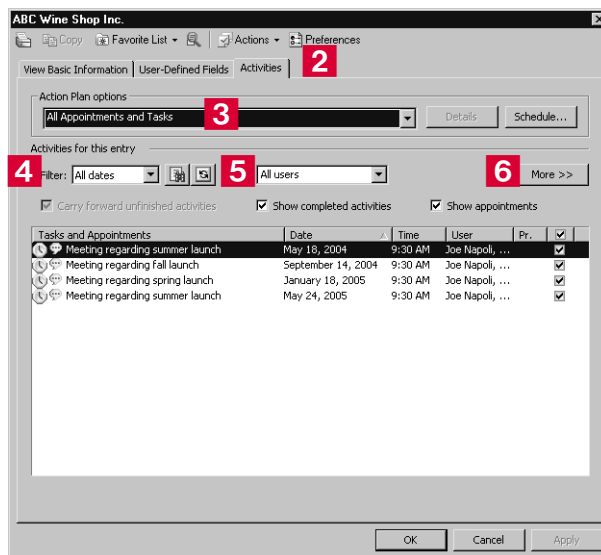 ABC Wine Shop Inc.
Copy Favorite List Actions Preferences
2
View Basic Information User-Defined Fields Activities
Action Plan options
All Appointments and Tasks 3 Details Schedule...
Activities for this entry
4 Filter: All dates 5 All users 6 More >>
Carry forward unfinished activities Show completed activities Show appointments
Tasks and Appointments Date Time User Pr.
Meeting regarding summer launch May 18, 2004 9:30 AM Joe Napoli, ...
Meeting regarding fall launch September 14, 2004 9:30 AM Joe Napoli, ...
Meeting regarding spring launch January 18, 2005 9:30 AM Joe Napoli, ...
Meeting regarding summer launch May 24, 2005 9:30 AM Joe Napoli, ...
OK Cancel Apply